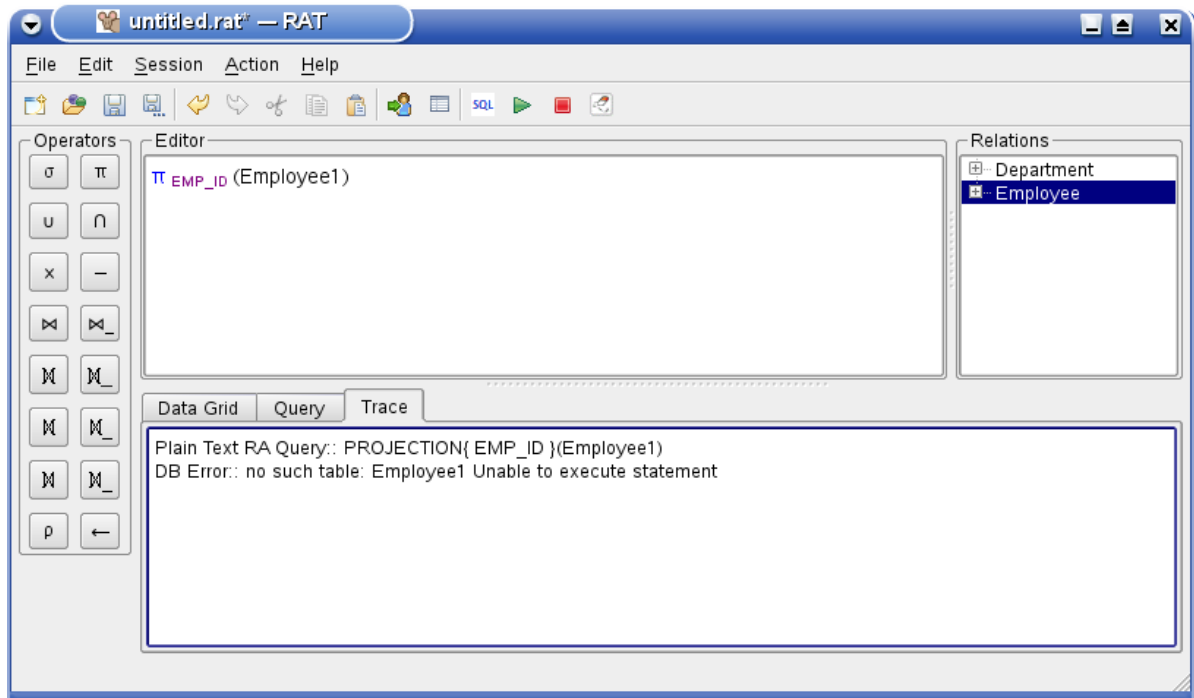 untitled.rat* — RAT
File Edit Session Action Help
SQL
Operators
σ π
∪ ∩
× −
⋈ ⋈_
ρ ←
Editor
π EMP_ID (Employee1)
Relations
Department
Employee
Data Grid Query Trace
Plain Text RA Query:: PROJECTION{ EMP_ID }(Employee1)
DB Error:: no such table: Employee1 Unable to execute statement